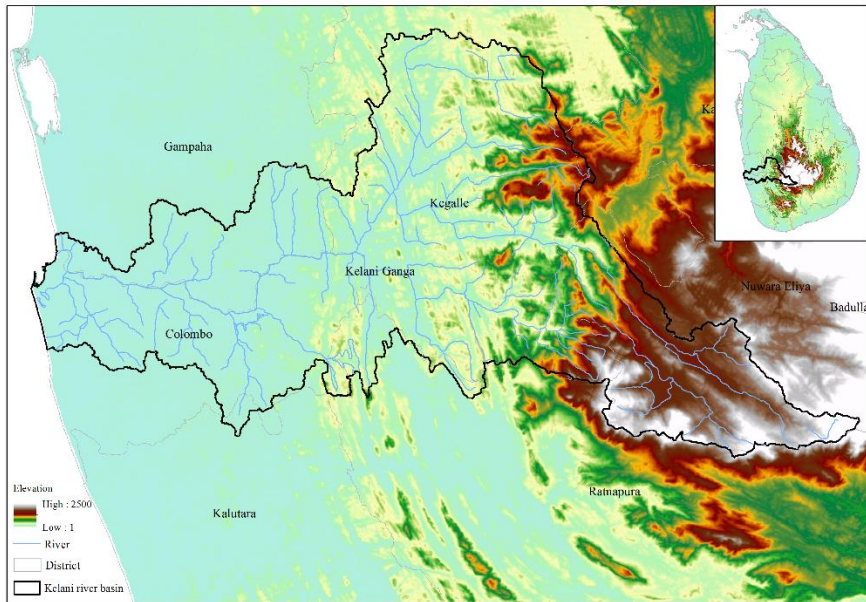 Gampaha
Kegalle
Kelani Ganga
Nuwara Eliya
Badulla
Colombo
Ratnapura
Kalutara
Elevation
High : 2500
Low : 1
River
District
Kelani river basin